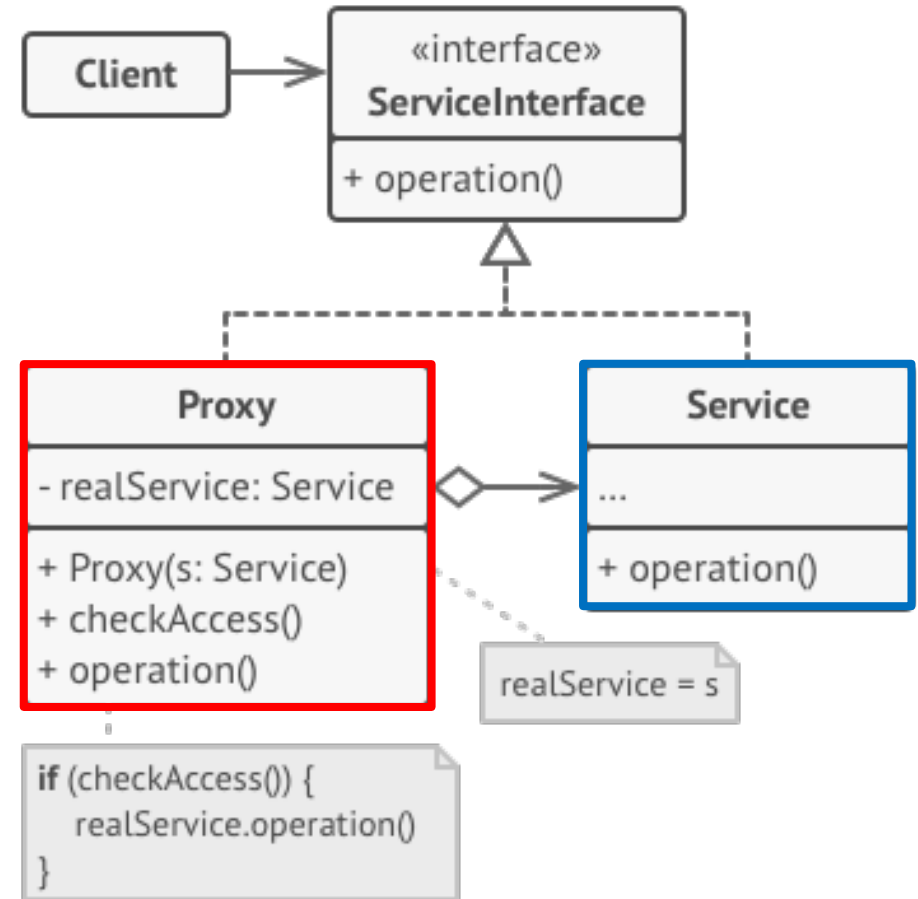 Client
«interface»
ServiceInterface
+ operation()
Proxy
- realService: Service
+ Proxy(s: Service)
+ checkAccess()
+ operation()
Service
...
+ operation()
realService = s
if (checkAccess()) {
realService.operation()
}